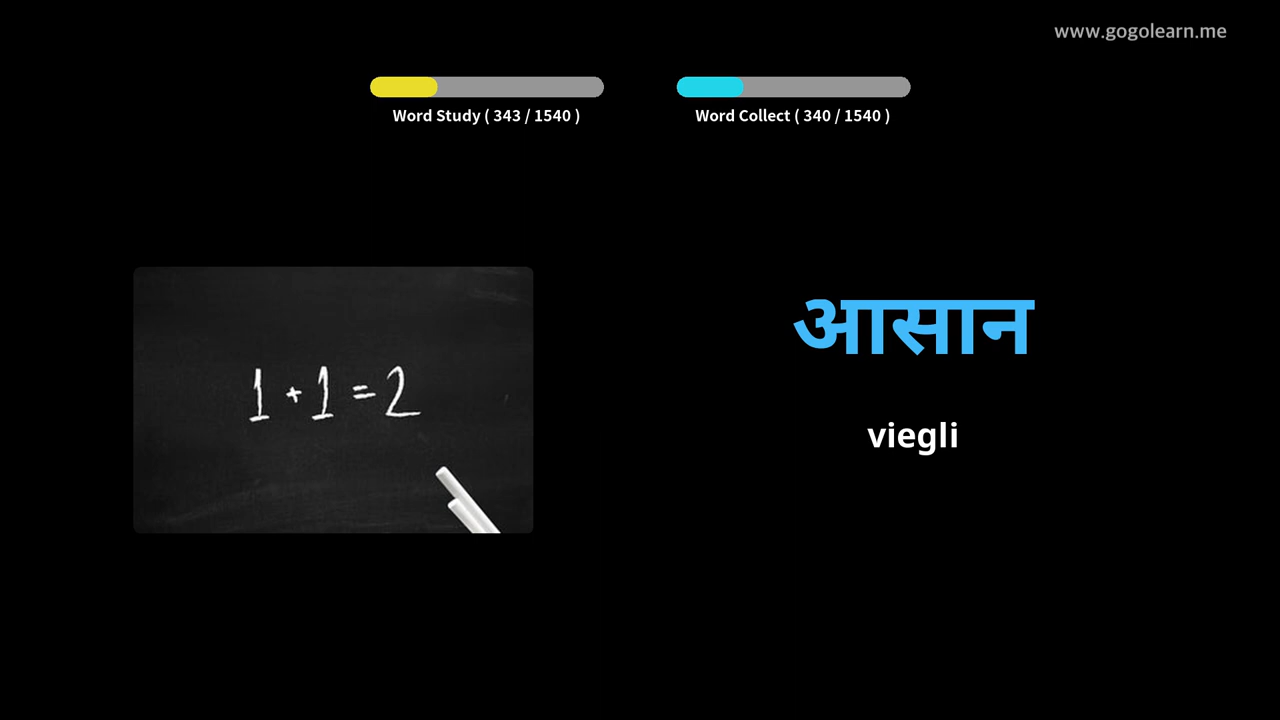 www.gogolearn.me
Word Study ( 343 / 1540 )
Word Collect ( 340 / 1540 )
1 + 1 = 2
आसान
viegli